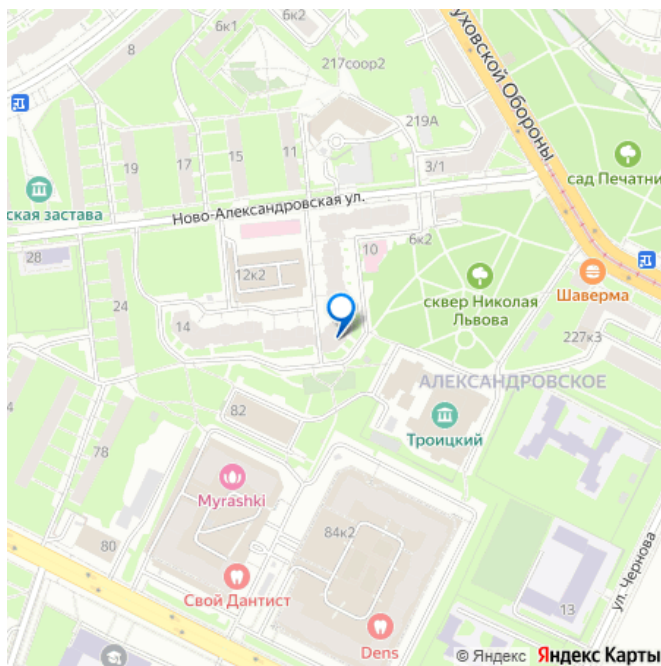 6к1
6к2
8
217соор2
уховской Обороны
219А
19
17
15
11
3/1
сад Печатни
ская застава
Ново-Александровская ул.
28
10
6к2
12к2
сквер Николая
Львова
Шаверма
24
14
227к3
АЛЕКСАНДРОВСКОЕ
82
4
Троицкий
78
Myrashki
84к2
80
Свой Дантист
13
ул. Чернова
Dens
© Яндекс Яндекс Карты